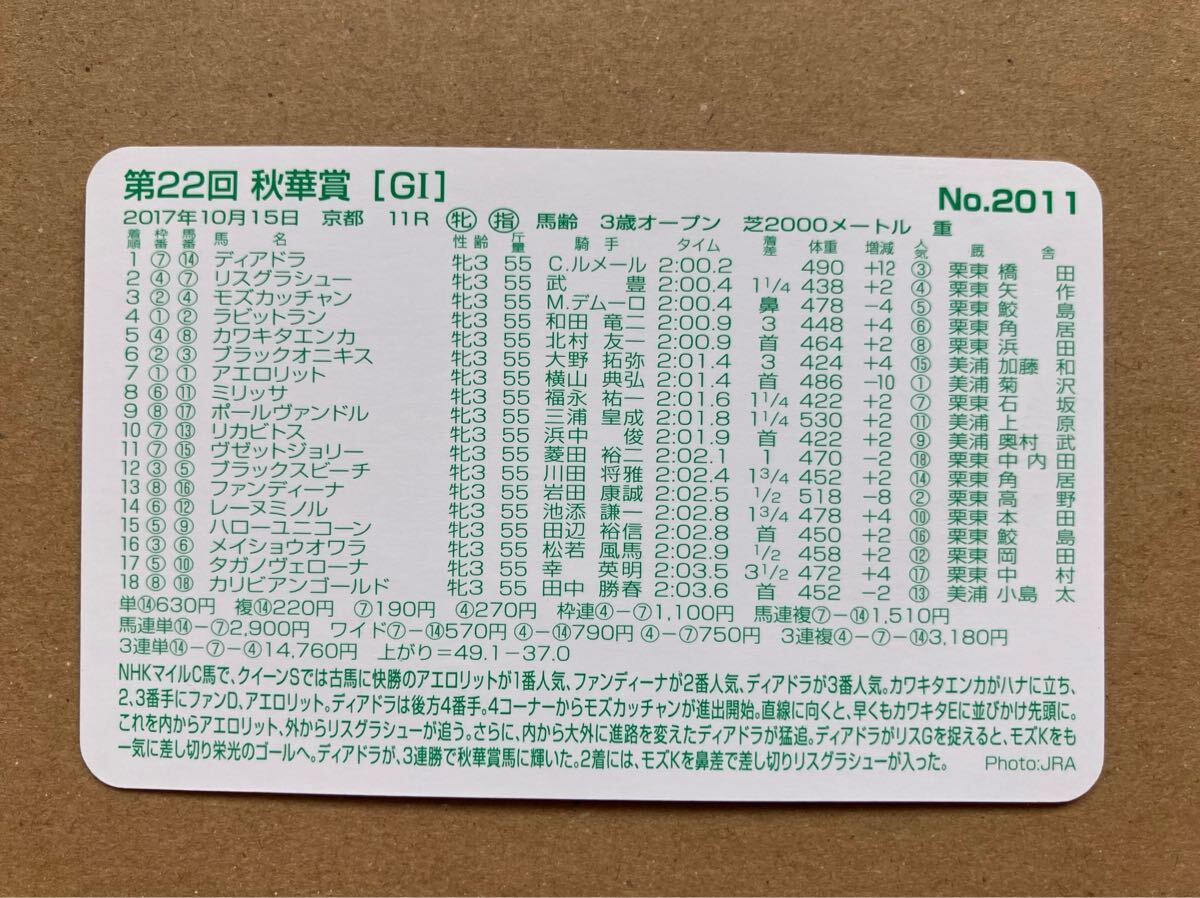 第22回 秋華賞 [GI] No.2011
2017年10月15日 京都 11R ㊛ ㊝ 馬齢 3歳オープン 芝2000メートル 重
着順 枠番 馬番 馬名 性齢 斤量 騎手 タイム 着差 体重 増減 人気 厩舎
1 ⑦ ⑭ ディアドラ 牝3 55 C.ルメール 2:00.2 490 +12 ③ 栗東 橋田
2 ④ ⑦ リスグラシュー 牝3 55 武豊 2:00.4 1 1/4 438 +2 ④ 栗東 矢作
3 ② ④ モズカッチャン 牝3 55 M.デムーロ 2:00.4 鼻 478 -4 ⑤ 栗東 鮫島
4 ① ② ラビットラン 牝3 55 和田竜二 2:00.9 3 448 +4 ⑥ 栗東 角居
5 ④ ⑧ カワキタエンカ 牝3 55 北村友一 2:00.9 首 464 +2 ⑧ 栗東 浜田
6 ② ③ ブラックオニキス 牝3 55 大野拓弥 2:01.4 3 424 +4 ⑮ 美浦 加藤和
7 ① ① アエロリット 牝3 55 横山典弘 2:01.4 首 486 -10 ① 美浦 菊沢
8 ⑥ ⑪ ミリッサ 牝3 55 福永祐一 2:01.6 1 1/4 422 +2 ⑦ 栗東 石坂
9 ⑧ ⑰ ポールヴァンドル 牝3 55 三浦皇成 2:01.8 1 1/4 530 +2 ⑪ 美浦 上原
10 ⑦ ⑬ リカビトス 牝3 55 浜中俊 2:01.9 首 422 +2 ⑨ 美浦 奥村武
11 ⑦ ⑮ ヴゼットジョリー 牝3 55 菱田裕二 2:02.1 1 470 -2 ⑱ 栗東 中内田
12 ③ ⑤ ブラックスビーチ 牝3 55 川田将雅 2:02.4 1 3/4 452 +2 ⑭ 栗東 角居
13 ⑧ ⑯ ファンディーナ 牝3 55 岩田康誠 2:02.5 1/2 518 -8 ② 栗東 高野
14 ⑥ ⑫ レーヌミノル 牝3 55 池添謙一 2:02.8 1 3/4 478 +4 ⑩ 栗東 本田
15 ⑤ ⑨ ハローユニコーン 牝3 55 田辺裕信 2:02.8 首 450 +2 ⑯ 栗東 鮫島
16 ③ ⑥ メイショウオワラ 牝3 55 松若風馬 2:02.9 1/2 458 +2 ⑫ 栗東 岡田
17 ⑤ ⑩ タガノヴェローナ 牝3 55 幸英明 2:03.5 3 1/2 472 +4 ⑰ 栗東 中村
18 ⑧ ⑱ カリビアンゴールド 牝3 55 田中勝春 2:03.6 首 452 -2 ⑬ 美浦 小島太
単⑭630円 複⑭220円 ⑦190円 ④270円 枠連④−⑦1,100円 馬連複⑦−⑭1,510円
馬連単⑭−⑦2,900円 ワイド⑦−⑭570円 ④−⑭790円 ④−⑦750円 3連複④−⑦−⑭3,180円
3連単⑭−⑦−④14,760円 上がり=49.1−37.0
NHKマイルC馬で、クイーンSでは古馬に快勝のアエロリットが1番人気、ファンディーナが2番人気、ディアドラが3番人気。カワキタエンカがハナに立ち、
2、3番手にファンD、アエロリット。ディアドラは後方4番手。4コーナーからモズカッチャンが進出開始。直線に向くと、早くもカワキタEに並びかけ先頭に。
これを内からアエロリット、外からリスグラシューが追う。さらに、内から大外に進路を変えたディアドラが猛追。ディアドラがリスGを捉えると、モズKをも
一気に差し切り栄光のゴールへ。ディアドラが、3連勝で秋華賞馬に輝いた。2着には、モズKを鼻差で差し切りリスグラシューが入った。 Photo:JRA